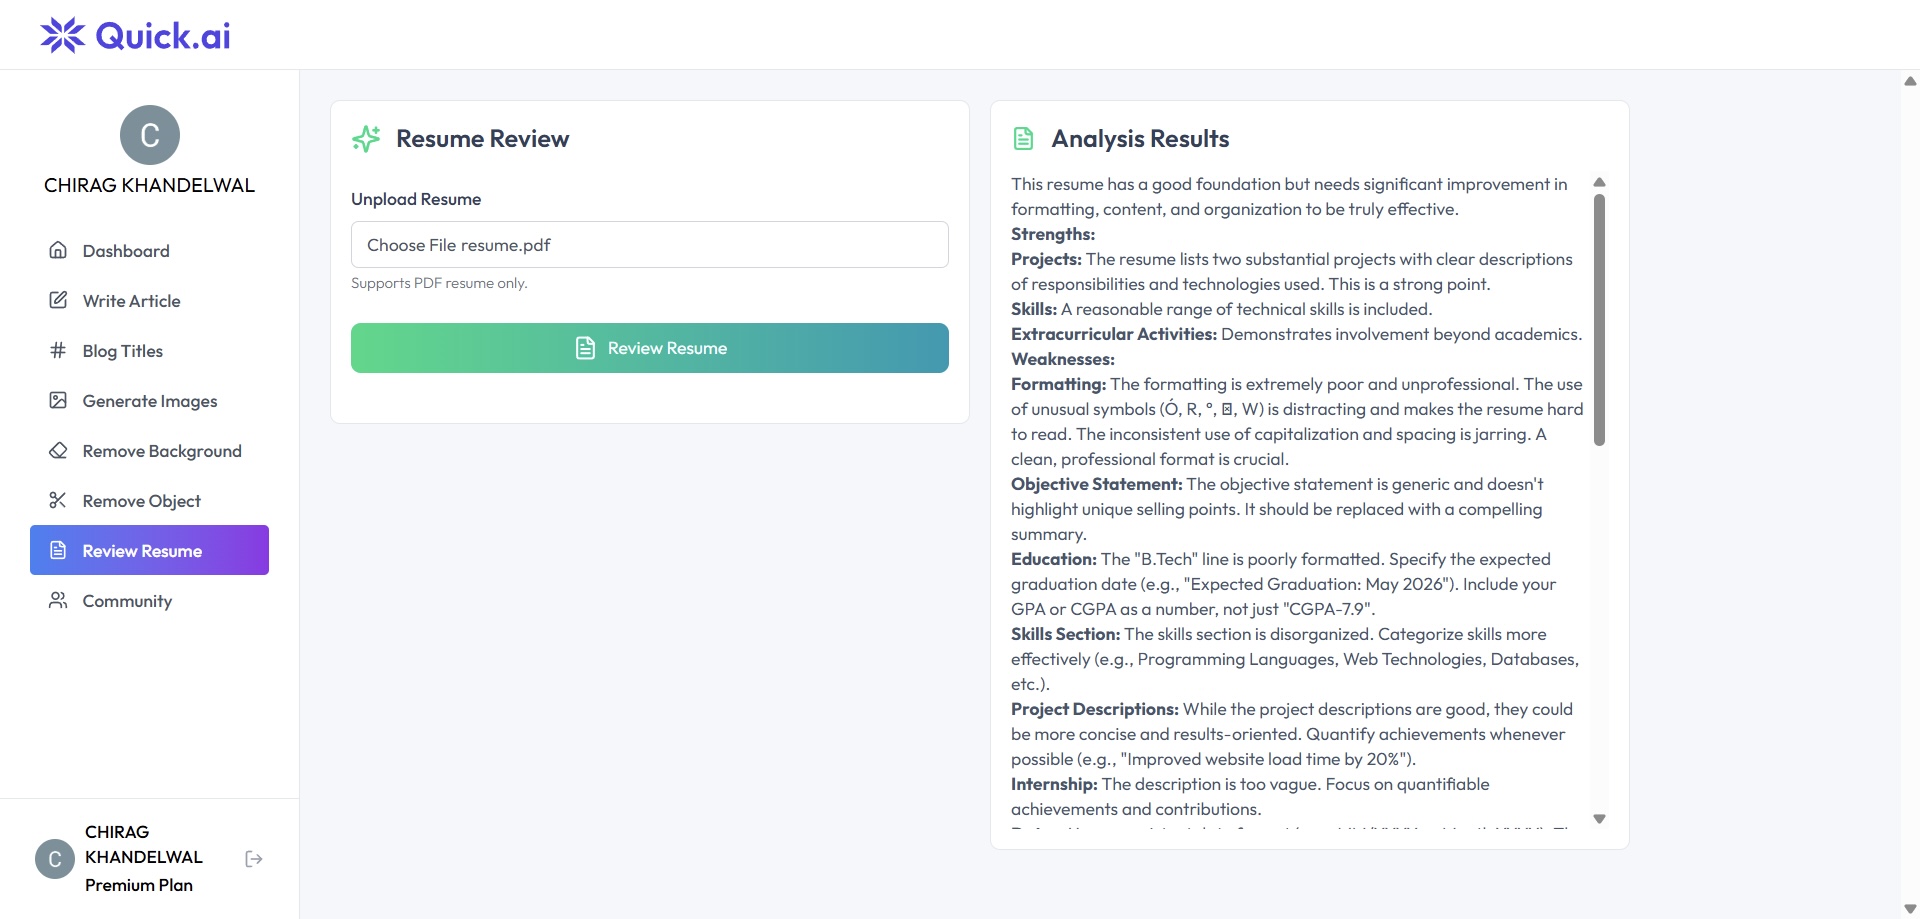 Quick.ai
C
CHIRAG KHANDELWAL
Dashboard
Write Article
Blog Titles
Generate Images
Remove Background
Remove Object
Review Resume
Community
C
CHIRAG
KHANDELWAL
Premium Plan
Resume Review
Unpload Resume
Choose File resume.pdf
Supports PDF resume only.
Review Resume
Analysis Results
This resume has a good foundation but needs significant improvement in
formatting, content, and organization to be truly effective.
Strengths:
Projects: The resume lists two substantial projects with clear descriptions
of responsibilities and technologies used. This is a strong point.
Skills: A reasonable range of technical skills is included.
Extracurricular Activities: Demonstrates involvement beyond academics.
Weaknesses:
Formatting: The formatting is extremely poor and unprofessional. The use
of unusual symbols (Ó, R, °, , W) is distracting and makes the resume hard
to read. The inconsistent use of capitalization and spacing is jarring. A
clean, professional format is crucial.
Objective Statement: The objective statement is generic and doesn't
highlight unique selling points. It should be replaced with a compelling
summary.
Education: The "B.Tech" line is poorly formatted. Specify the expected
graduation date (e.g., "Expected Graduation: May 2026"). Include your
GPA or CGPA as a number, not just "CGPA-7.9".
Skills Section: The skills section is disorganized. Categorize skills more
effectively (e.g., Programming Languages, Web Technologies, Databases,
etc.).
Project Descriptions: While the project descriptions are good, they could
be more concise and results-oriented. Quantify achievements whenever
possible (e.g., "Improved website load time by 20%").
Internship: The description is too vague. Focus on quantifiable
achievements and contributions.